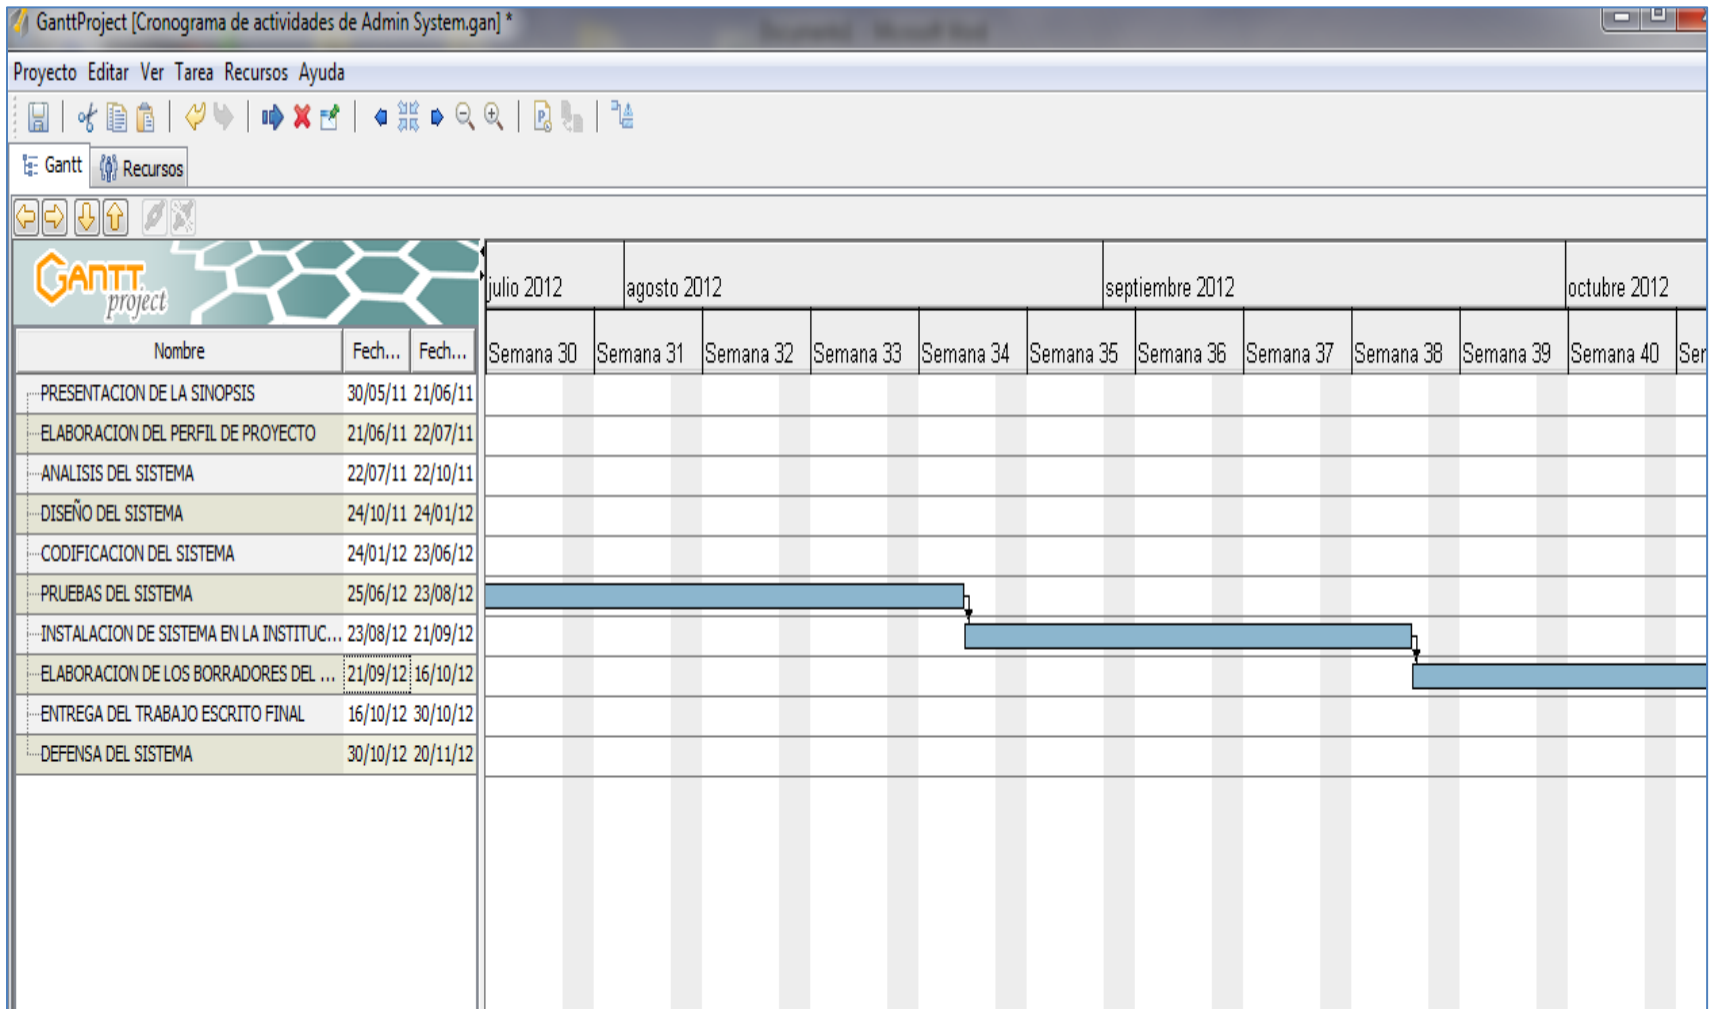 GanttProject [Cronograma de actividades de Admin System.gan] *
Proyecto Editar Ver Tarea Recursos Ayuda
Gantt Recursos
GANTT project
julio 2012 agosto 2012 septiembre 2012 octubre 2012
Nombre Fech... Fech... Semana 30 Semana 31 Semana 32 Semana 33 Semana 34 Semana 35 Semana 36 Semana 37 Semana 38 Semana 39 Semana 40 Ser
PRESENTACION DE LA SINOPSIS 30/05/11 21/06/11
ELABORACION DEL PERFIL DE PROYECTO 21/06/11 22/07/11
ANALISIS DEL SISTEMA 22/07/11 22/10/11
DISEÑO DEL SISTEMA 24/10/11 24/01/12
CODIFICACION DEL SISTEMA 24/01/12 23/06/12
PRUEBAS DEL SISTEMA 25/06/12 23/08/12
INSTALACION DE SISTEMA EN LA INSTITUC... 23/08/12 21/09/12
ELABORACION DE LOS BORRADORES DEL ... 21/09/12 16/10/12
ENTREGA DEL TRABAJO ESCRITO FINAL 16/10/12 30/10/12
DEFENSA DEL SISTEMA 30/10/12 20/11/12